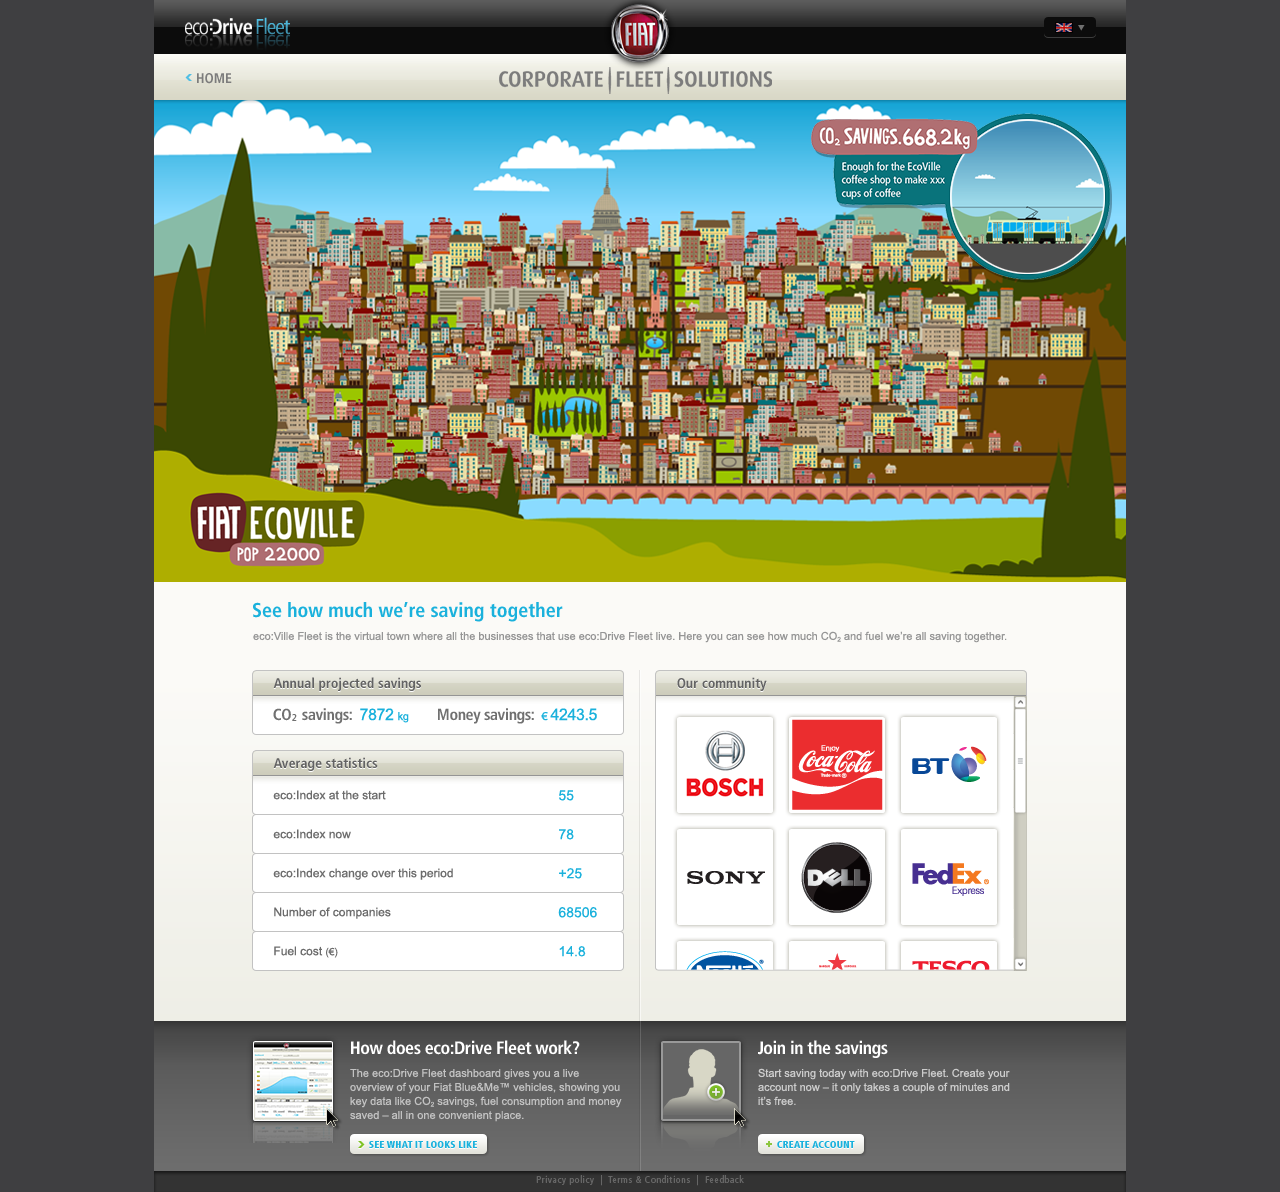 eco:Drive Fleet
FIAT
HOME
CORPORATE | FLEET | SOLUTIONS
CO₂ SAVINGS.668.2kg
Enough for the EcoVille
coffee shop to make xxx
cups of coffee
FIAT ECOVILLE
POP 22000
See how much we're saving together
eco:Ville Fleet is the virtual town where all the businesses that use eco:Drive Fleet live. Here you can see how much CO₂ and fuel we're all saving together.
Annual projected savings
CO₂ savings: 7872 kg Money savings: € 4243.5
Average statistics
eco:Index at the start 55
eco:Index now 78
eco:Index change over this period +25
Number of companies 68506
Fuel cost (€) 14.8
Our community
BOSCH
Enjoy
Coca-Cola
Trade-mark ®
BT
SONY
DELL
FedEx®
Express
TESCO
How does eco:Drive Fleet work?
The eco:Drive Fleet dashboard gives you a live
overview of your Fiat Blue&Me™ vehicles, showing you
key data like CO₂ savings, fuel consumption and money
saved – all in one convenient place.
SEE WHAT IT LOOKS LIKE
Join in the savings
Start saving today with eco:Drive Fleet. Create your
account now – it only takes a couple of minutes and
it's free.
CREATE ACCOUNT
Privacy policy | Terms & Conditions | Feedback